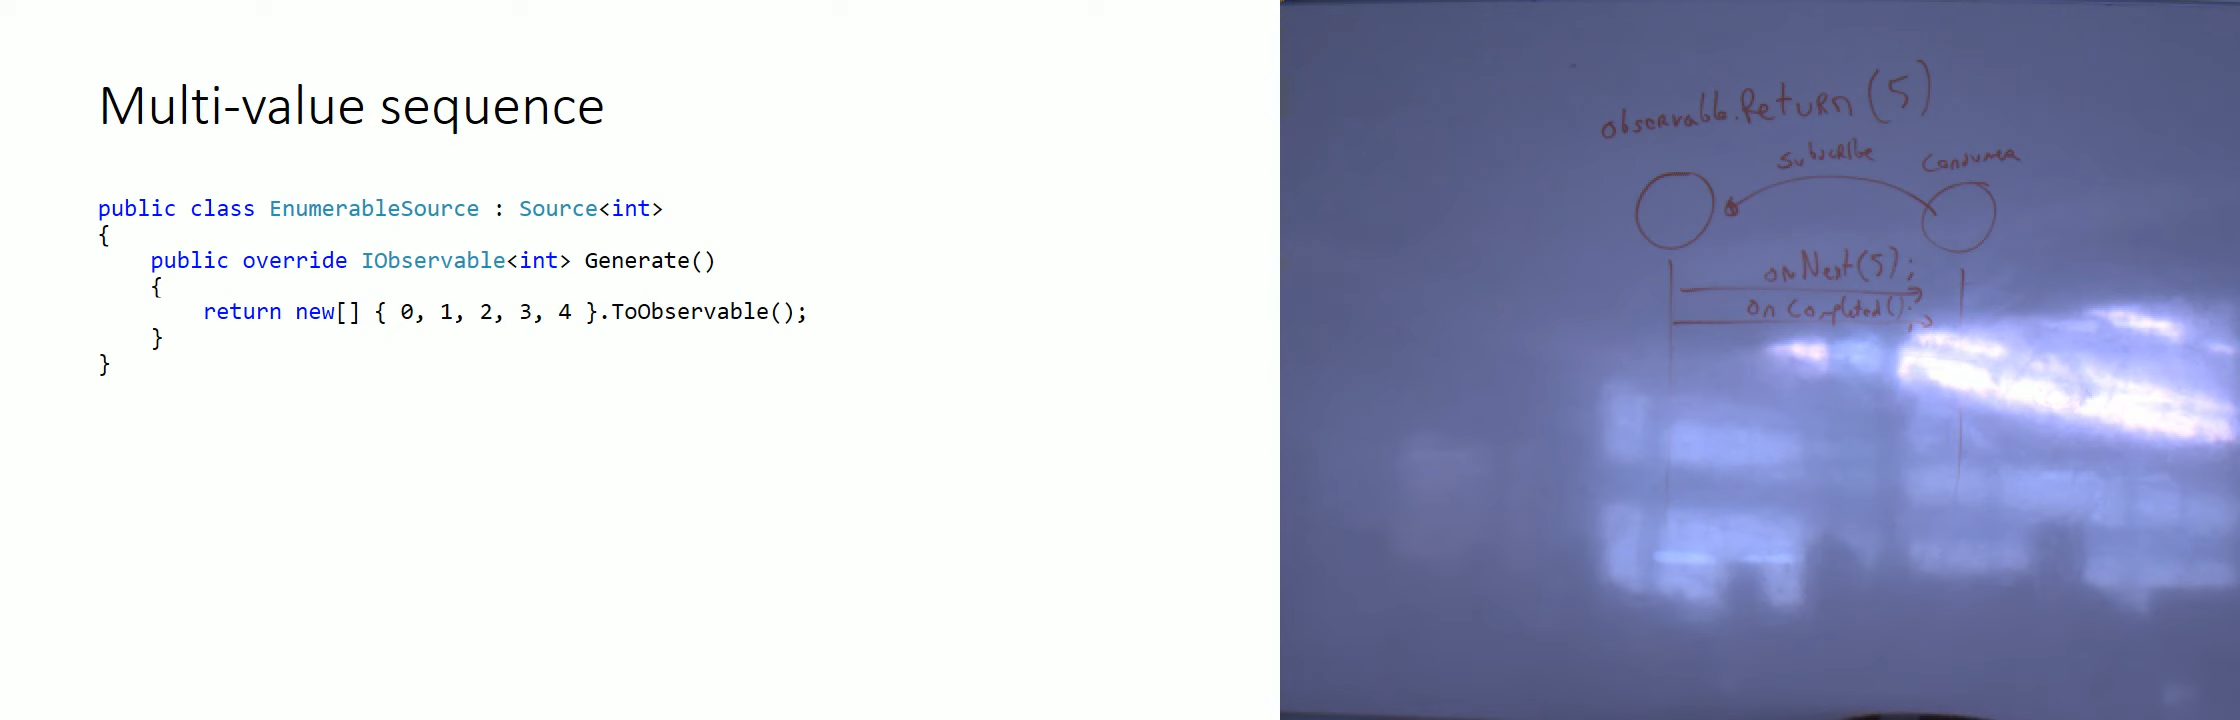 Multi-value sequence
public class EnumerableSource : Source<int>
{
    public override IObservable<int> Generate()
    {
        return new[] { 0, 1, 2, 3, 4 }.ToObservable();
    }
}
observable.Return(5)
Subscribe
Consumer
onNext(5);
onCompleted();